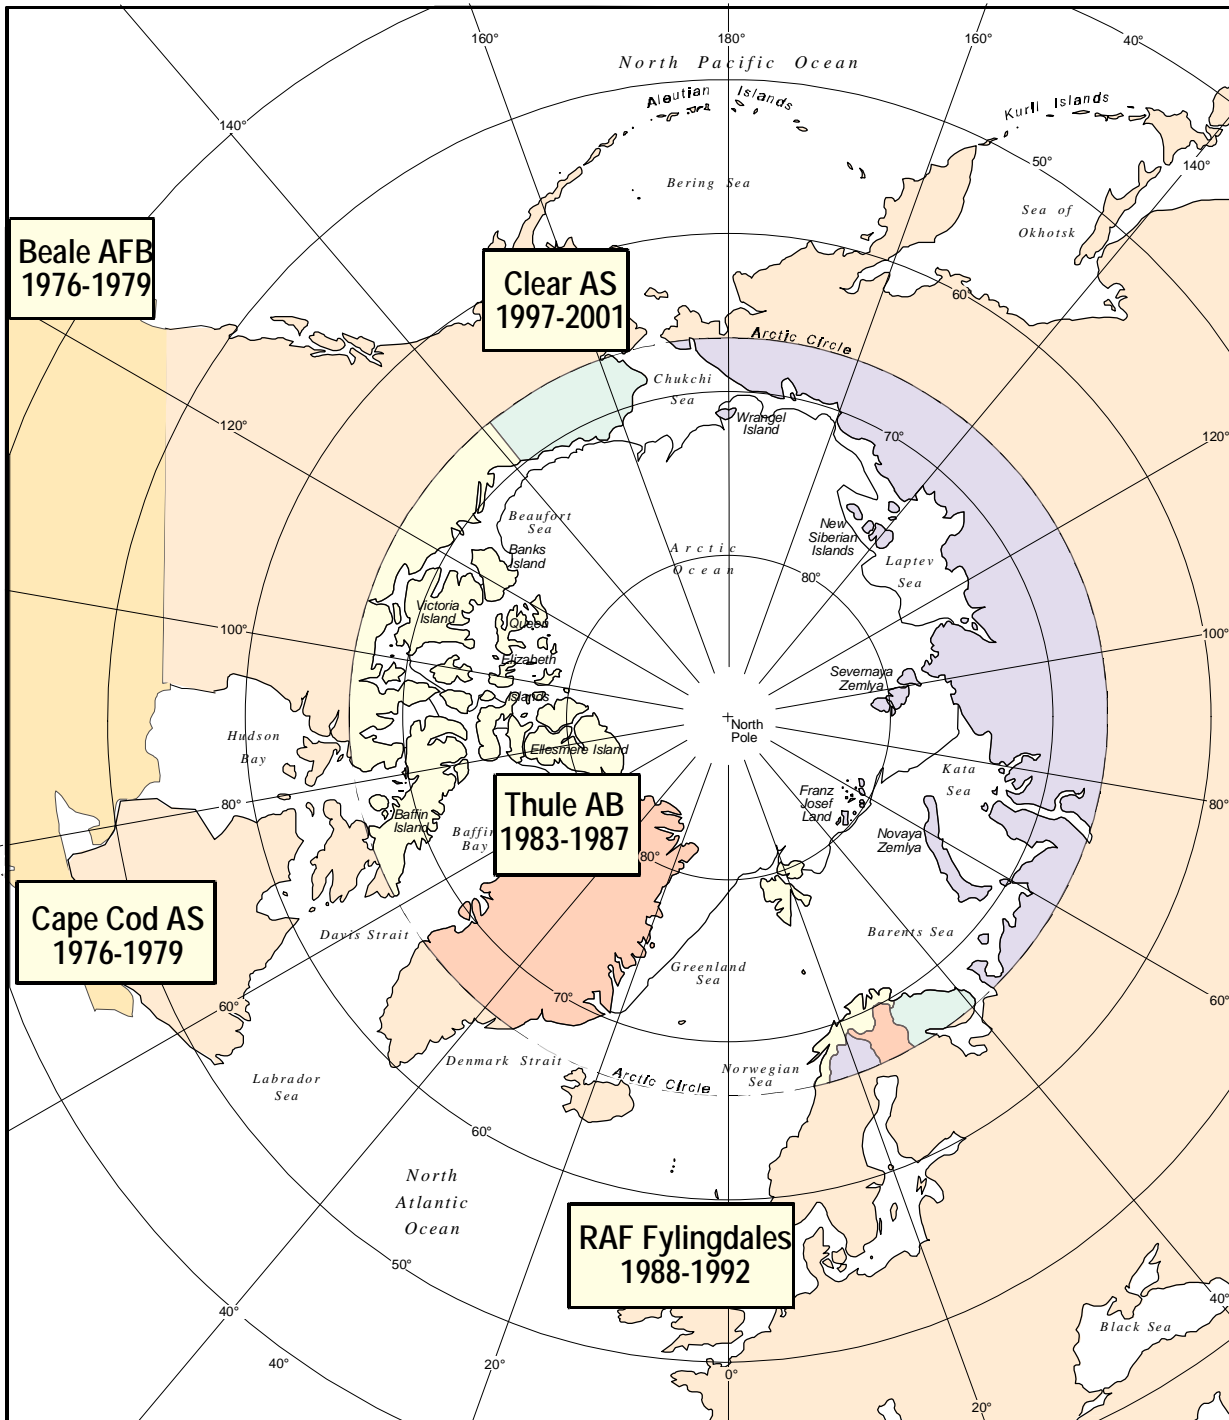 160°
180°
160°
40°
North Pacific Ocean
Aleutian Islands
Kuril Islands
140°
50°
140°
Bering Sea
Sea of
Okhotsk
Beale AFB
1976-1979
Clear AS
1997-2001
60°
Arctic Circle
Chukchi
Sea
Wrangel
Island
120°
70°
120°
Beaufort
Sea
Banks
Island
New
Siberian
Islands
Arctic
Ocean
Laptev
Sea
80°
Victoria
Island
Queen
Elizabeth
Islands
100°
100°
Severnaya
Zemlya
North
Pole
Hudson
Bay
Ellesmere Island
Kata
Sea
Franz
Josef
Land
80°
80°
Baffin
Island
Baffin
Bay
Thule AB
1983-1987
Novaya
Zemlya
80°
Cape Cod AS
1976-1979
Davis Strait
Barents Sea
Greenland
Sea
70°
60°
60°
Denmark Strait
Arctic Circle
Norwegian
Sea
Labrador
Sea
60°
North
Atlantic
Ocean
RAF Fylingdales
1988-1992
50°
40°
40°
Black Sea
40°
20°
0°
20°